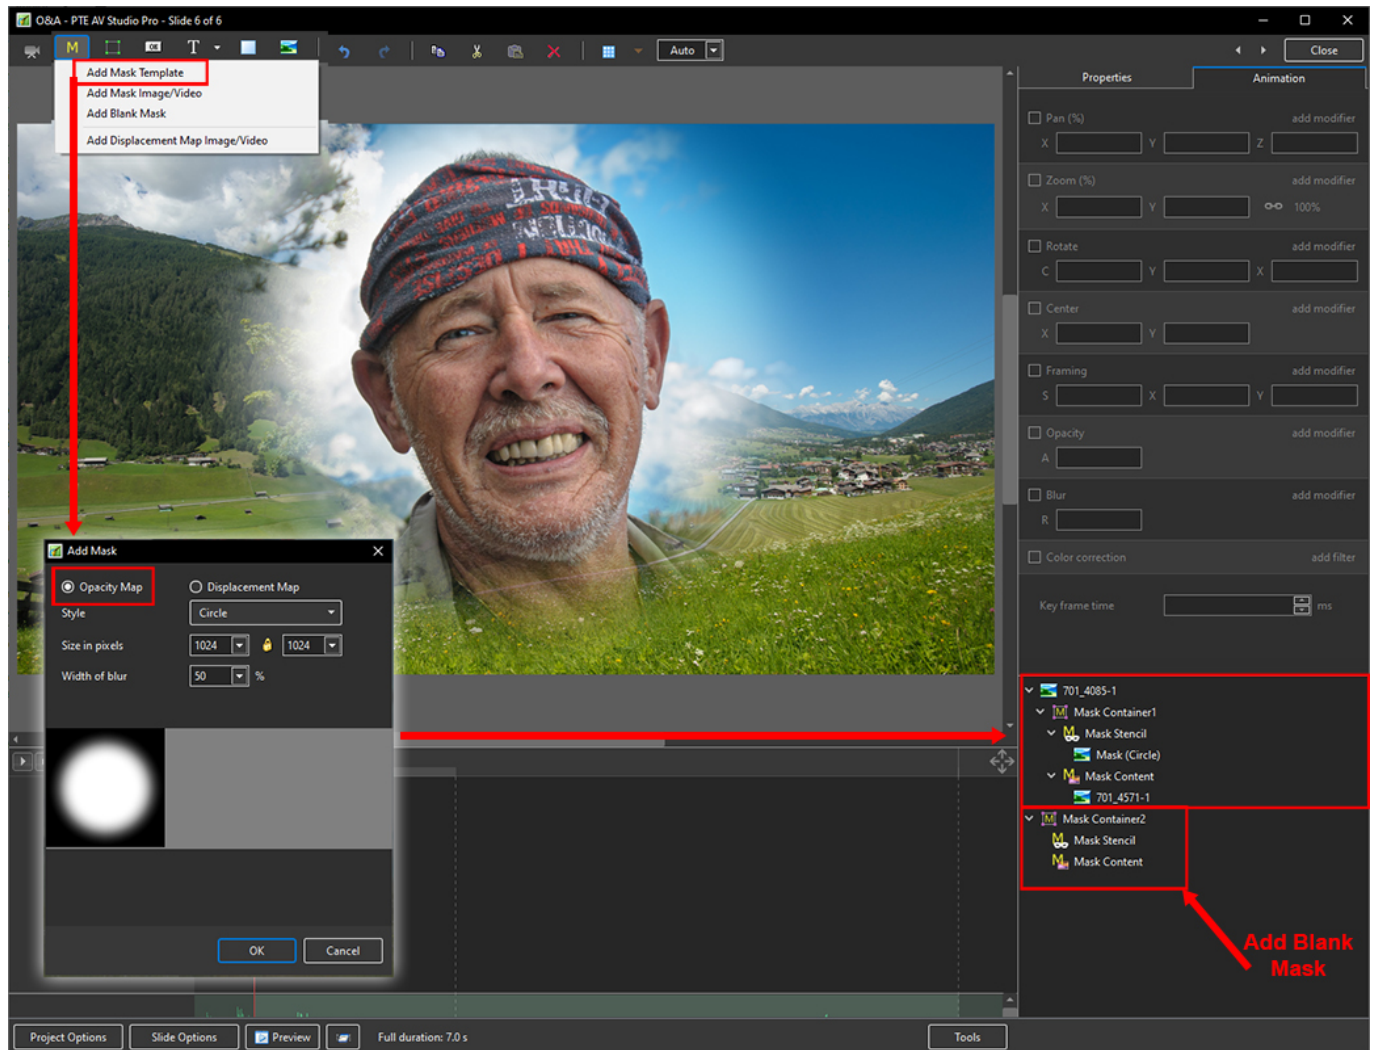 O&A - PTE AV Studio Pro - Slide 6 of 6
M OK T Auto Close
Add Mask Template
Add Mask Image/Video
Add Blank Mask
Add Displacement Map Image/Video
Properties Animation
Pan (%) add modifier
X Y Z
Zoom (%) add modifier
X Y 100%
Rotate add modifier
C Y X
Center add modifier
X Y
Framing add modifier
S X Y
Opacity add modifier
A
Blur add modifier
R
Color correction add filter
Key frame time ms
Add Mask
Opacity Map Displacement Map
Style Circle
Size in pixels 1024 1024
Width of blur 50 %
OK Cancel
701_4085-1
Mask Container1
Mask Stencil
Mask (Circle)
Mask Content
701_4571-1
Mask Container2
Mask Stencil
Mask Content
Add Blank
Mask
Project Options Slide Options Preview Full duration: 7.0 s Tools